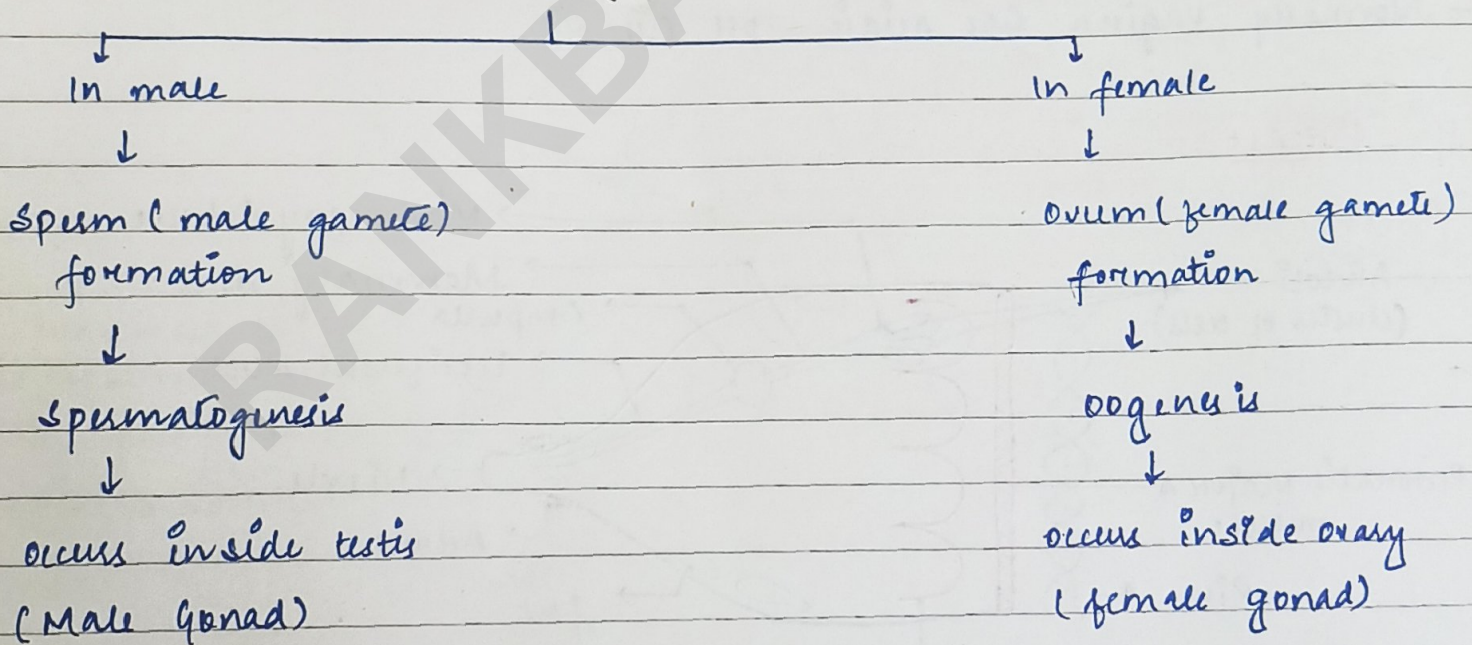 In male
In female
↓
↓
Sperm (male gamete)
ovum (female gamete)
formation
formation
↓
↓
spermatogenesis
oogenesis
↓
↓
occurs inside testis
occurs inside ovary
(Male Gonad)
(female gonad)
RANKBA